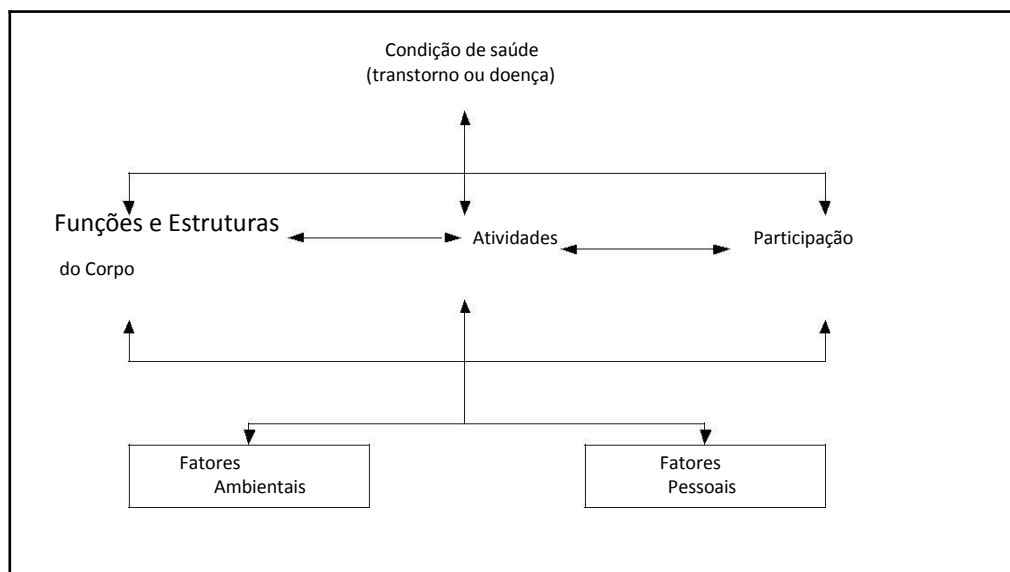 Condição de saúde
(transtorno ou doença)
Funções e Estruturas
do Corpo
Atividades
Participação
Fatores
Ambientais
Fatores
Pessoais